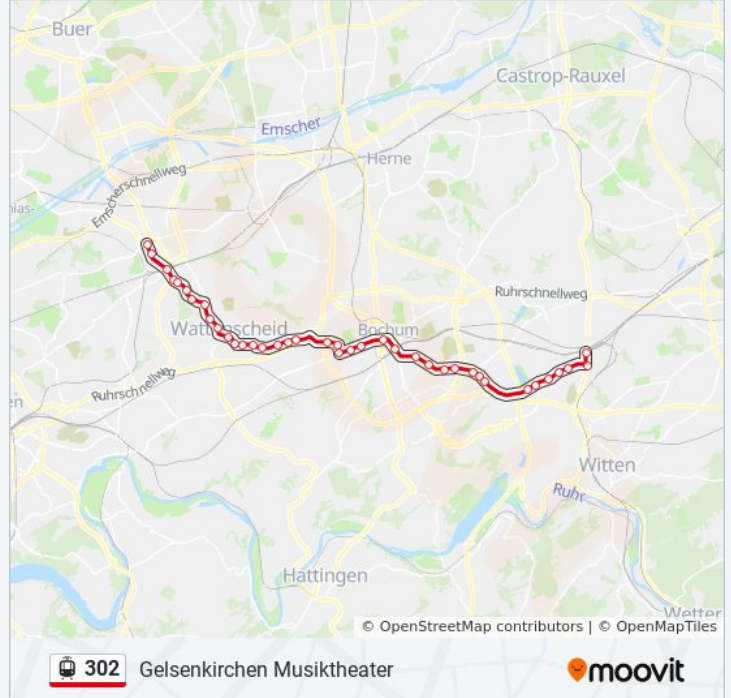 Buer
Castrop-Rauxel
Emscher
Herne
Emscherschnellweg
Ruhrschnellweg
Wattenscheid
Bochum
Ruhrschnellweg
Witten
Ruhr
Hattingen
Wetter
© OpenStreetMap contributors | © OpenMapTiles
302 Gelsenkirchen Musiktheater
moovit